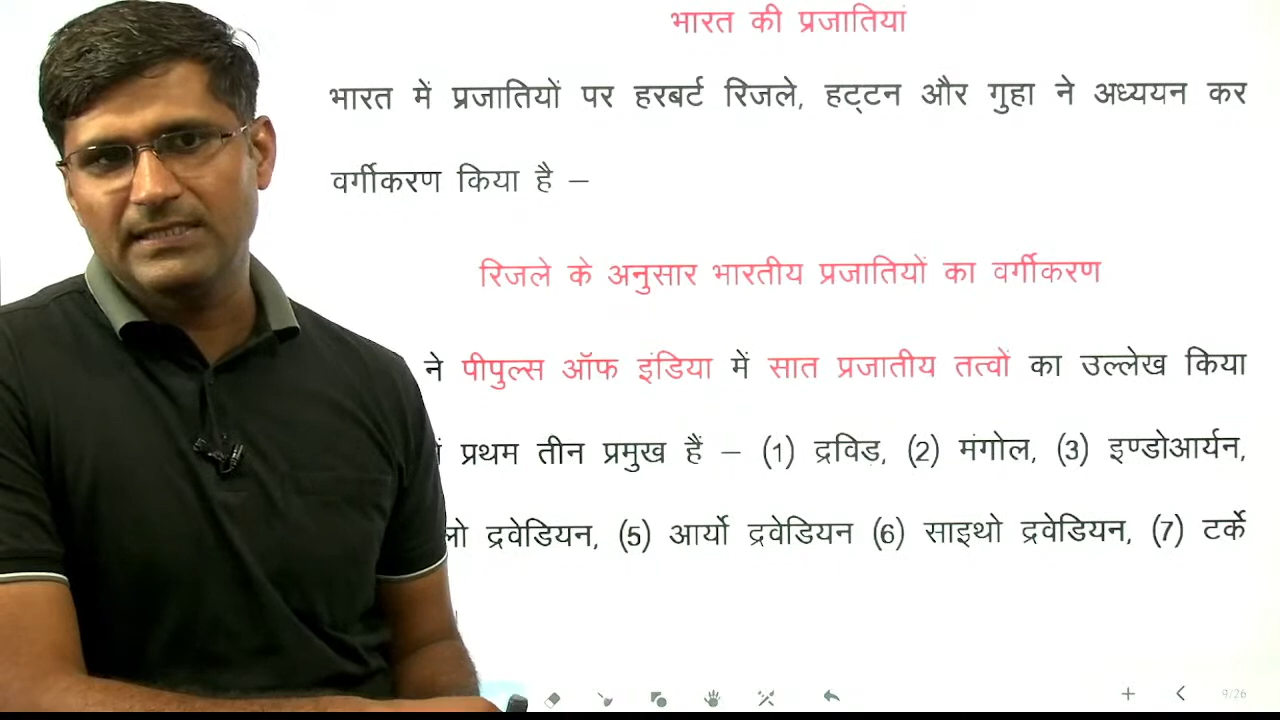 भारत की प्रजातियां
भारत में प्रजातियों पर हरबर्ट रिजले, हट्टन और गुहा ने अध्ययन कर
वर्गीकरण किया है –
रिजले के अनुसार भारतीय प्रजातियों का वर्गीकरण
ने पीपुल्स ऑफ इंडिया में सात प्रजातीय तत्वों का उल्लेख किया
प्रथम तीन प्रमुख हैं – (1) द्रविड़, (2) मंगोल, (3) इण्डोआर्यन,
द्रवेडियन, (5) आर्यो द्रवेडियन (6) साइथो द्रवेडियन, (7) टर्के
9/26